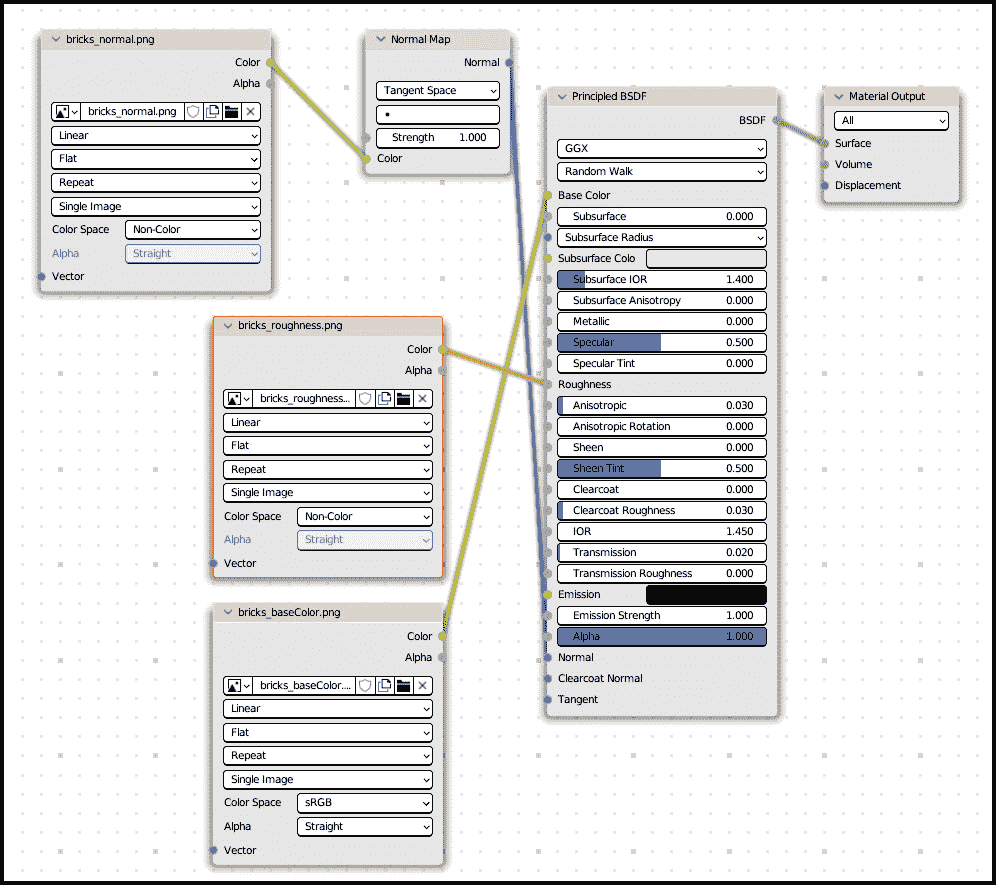 bricks_normal.png
Color
Alpha
bricks_normal.png
Linear
Flat
Repeat
Single Image
Color Space Non-Color
Alpha Straight
Vector
Normal Map
Normal
Tangent Space
Strength 1.000
Color
bricks_roughness.png
Color
Alpha
bricks_roughness...
Linear
Flat
Repeat
Single Image
Color Space Non-Color
Alpha Straight
Vector
bricks_baseColor.png
Color
Alpha
bricks_baseColor....
Linear
Flat
Repeat
Single Image
Color Space sRGB
Alpha Straight
Vector
Principled BSDF
BSDF
GGX
Random Walk
Base Color
Subsurface 0.000
Subsurface Radius
Subsurface Colo
Subsurface IOR 1.400
Subsurface Anisotropy 0.000
Metallic 0.000
Specular 0.500
Specular Tint 0.000
Roughness
Anisotropic 0.030
Anisotropic Rotation 0.000
Sheen 0.000
Sheen Tint 0.500
Clearcoat 0.000
Clearcoat Roughness 0.030
IOR 1.450
Transmission 0.020
Transmission Roughness 0.000
Emission
Emission Strength 1.000
Alpha 1.000
Normal
Clearcoat Normal
Tangent
Material Output
All
Surface
Volume
Displacement